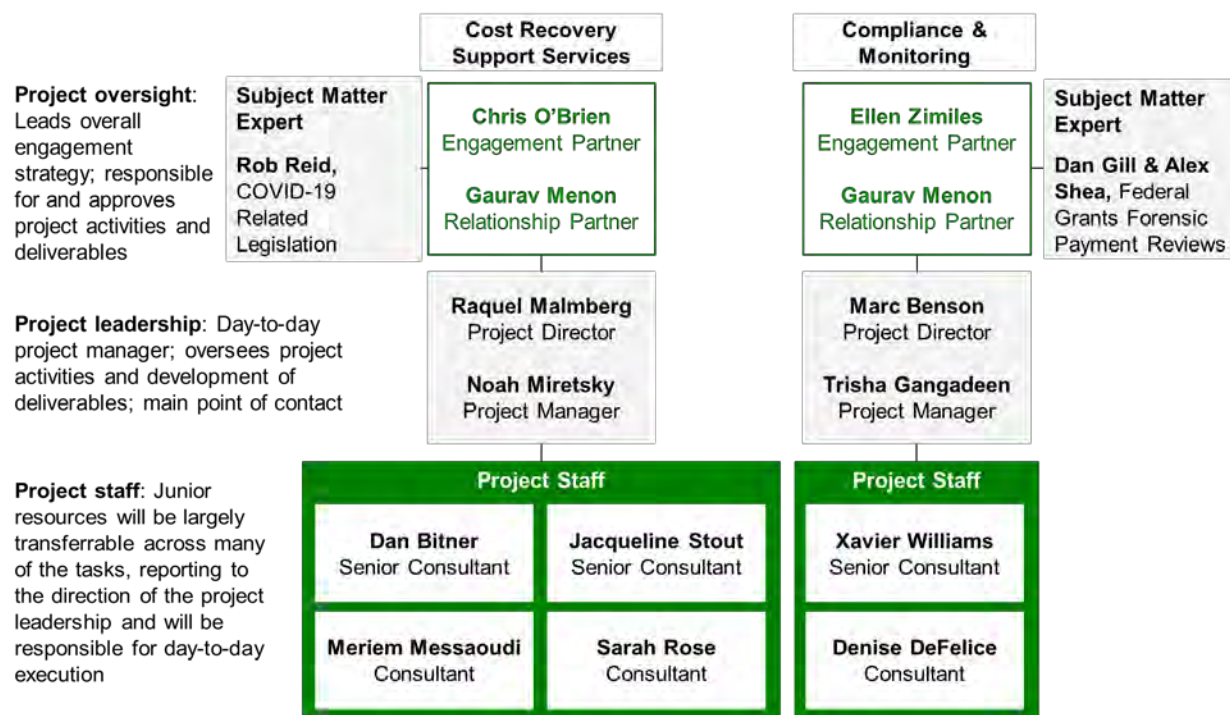 Cost Recovery
Support Services
Compliance &
Monitoring
Project oversight:
Leads overall
engagement
strategy; responsible
for and approves
project activities and
deliverables
Subject Matter
Expert
Rob Reid,
COVID-19
Related
Legislation
Chris O'Brien
Engagement Partner
Gaurav Menon
Relationship Partner
Ellen Zimiles
Engagement Partner
Gaurav Menon
Relationship Partner
Subject Matter
Expert
Dan Gill & Alex
Shea, Federal
Grants Forensic
Payment Reviews
Project leadership: Day-to-day
project manager; oversees project
activities and development of
deliverables; main point of contact
Raquel Malmberg
Project Director
Noah Miretsky
Project Manager
Marc Benson
Project Director
Trisha Gangadeen
Project Manager
Project staff: Junior
resources will be largely
transferrable across many
of the tasks, reporting to
the direction of the project
leadership and will be
responsible for day-to-day
execution
Project Staff
Dan Bitner
Senior Consultant
Jacqueline Stout
Senior Consultant
Meriem Messaoudi
Consultant
Sarah Rose
Consultant
Project Staff
Xavier Williams
Senior Consultant
Denise DeFelice
Consultant